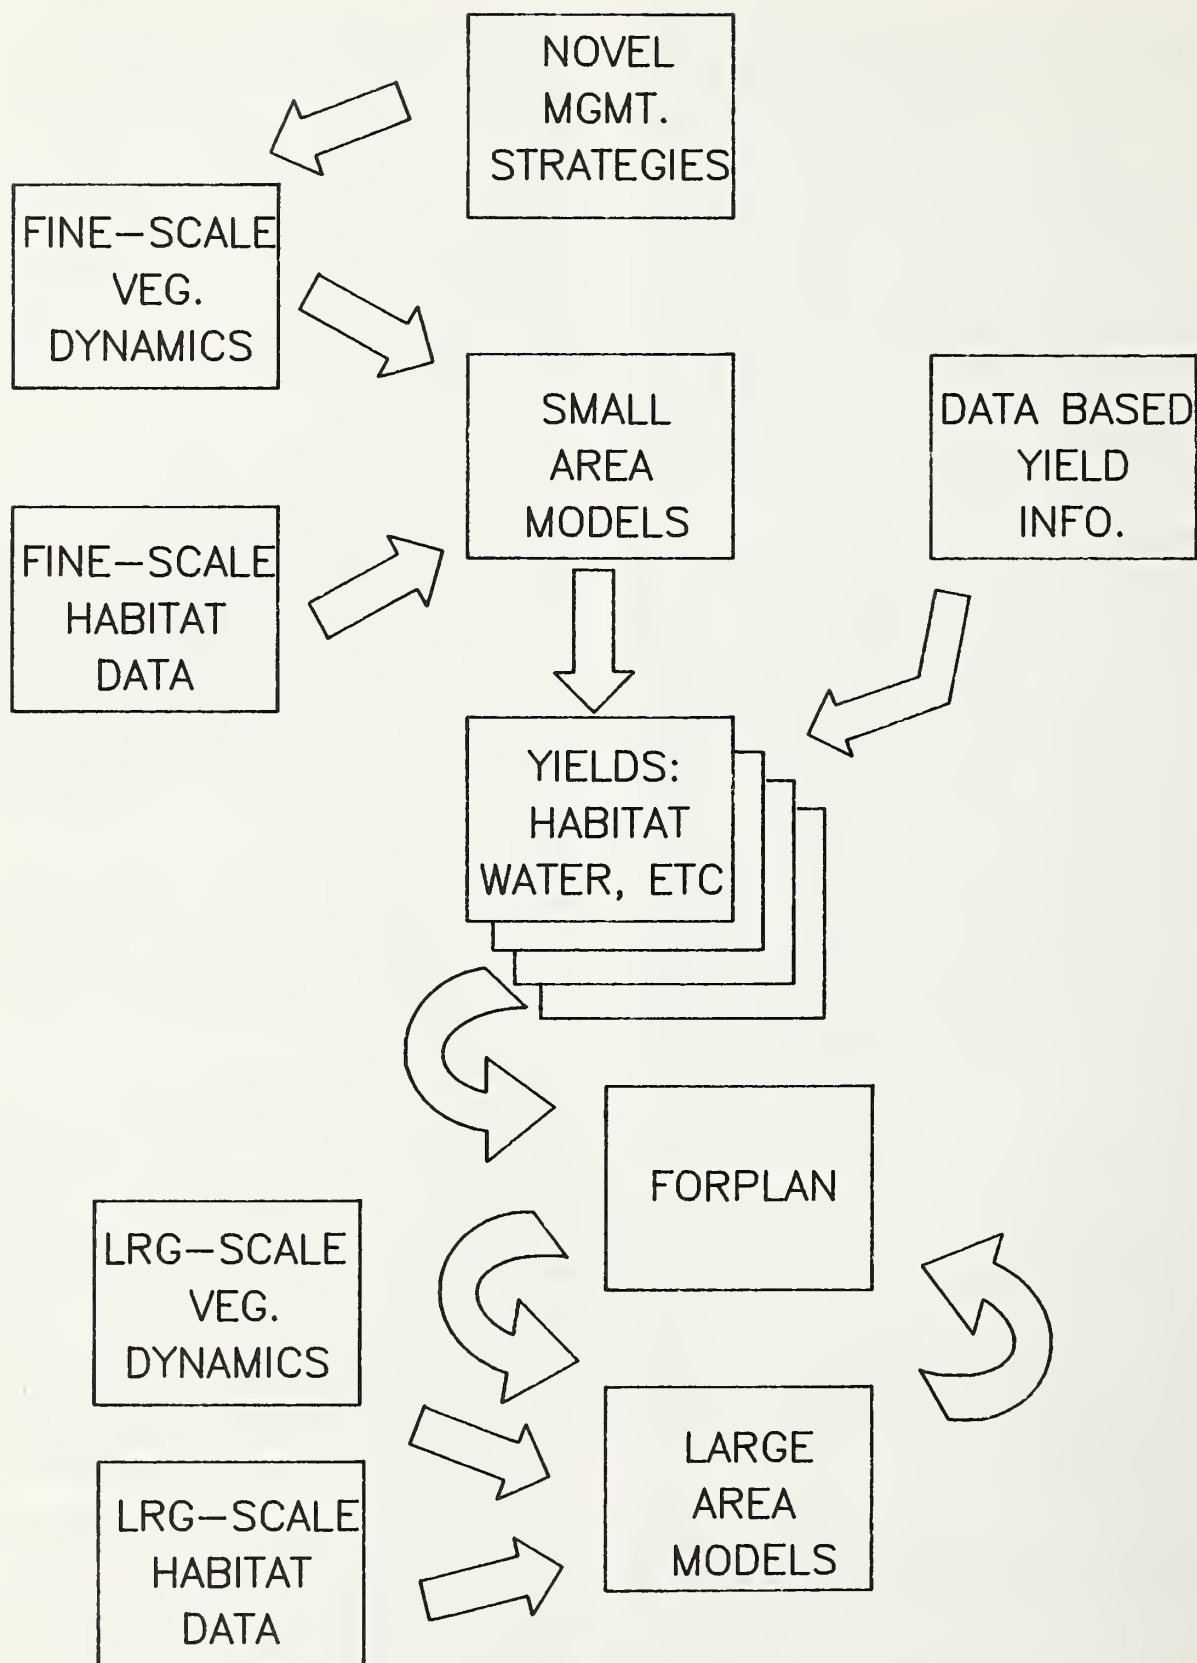 NOVEL
MGMT.
STRATEGIES
FINE-SCALE
VEG.
DYNAMICS
SMALL
AREA
MODELS
DATA BASED
YIELD
INFO.
FINE-SCALE
HABITAT
DATA
YIELDS:
HABITAT
WATER, ETC
FORPLAN
LRG-SCALE
VEG.
DYNAMICS
LARGE
AREA
MODELS
LRG-SCALE
HABITAT
DATA